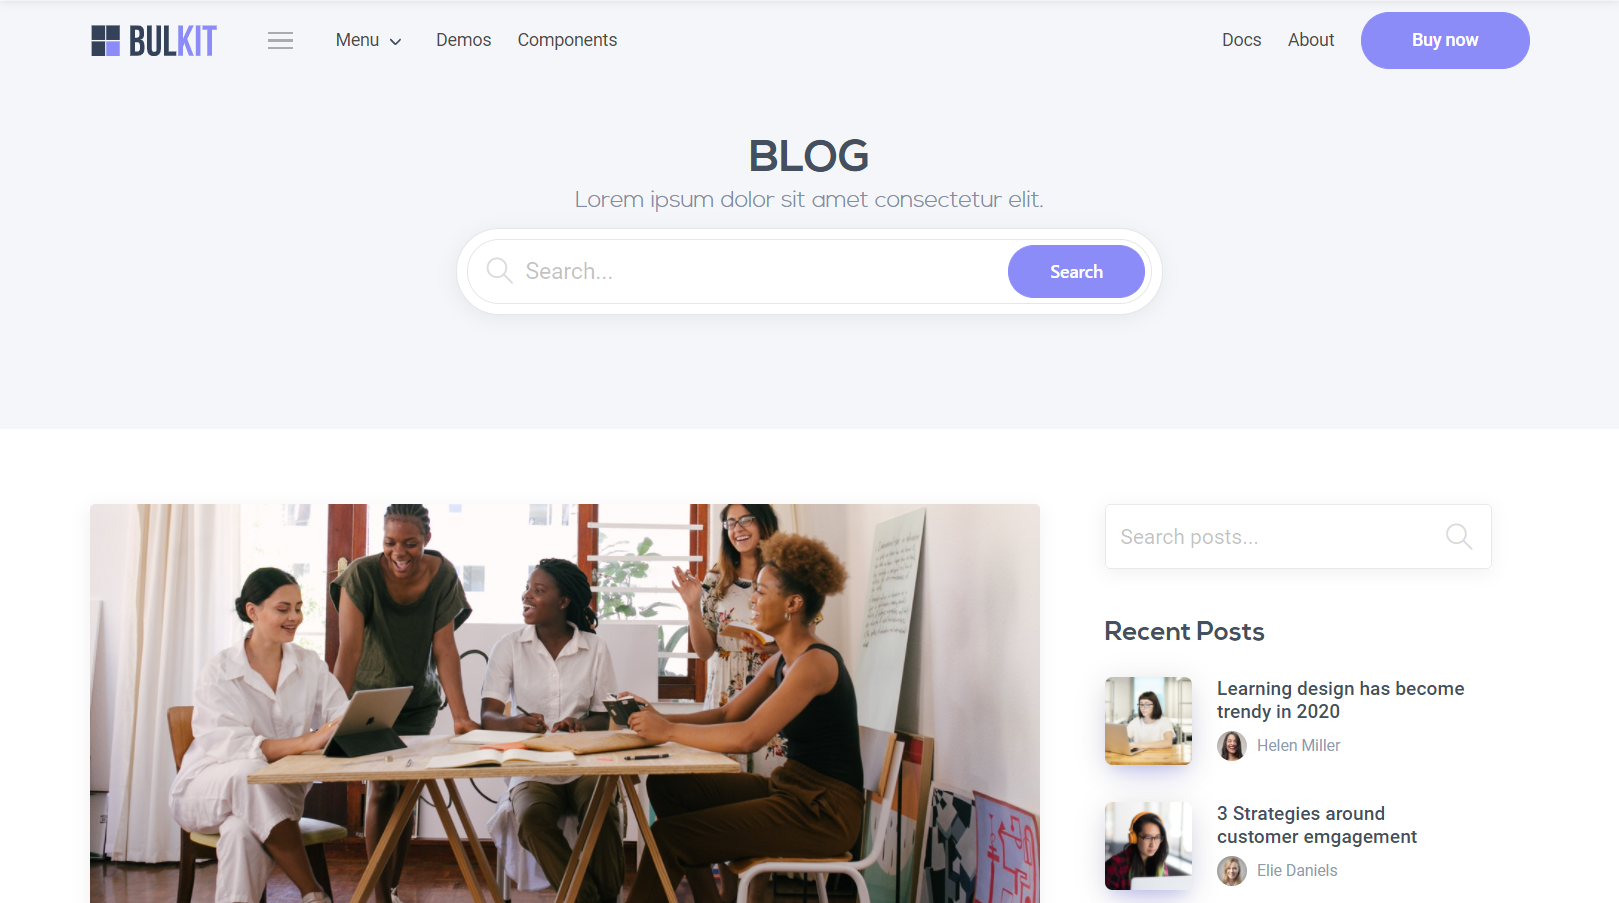 BULKIT
Menu
Demos
Components
Docs
About
Buy now
BLOG
Lorem ipsum dolor sit amet consectetur elit.
Search...
Search
Search posts...
Recent Posts
Learning design has become
trendy in 2020
Helen Miller
3 Strategies around
customer emgagement
Elie Daniels